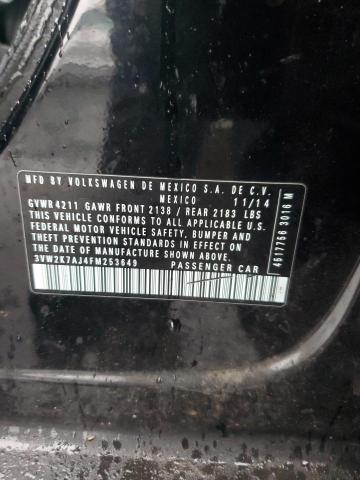 MFD BY VOLKSWAGEN DE MEXICO S.A. DE C.V.
MEXICO 11/14
GVWR 4211 GAWR FRONT 2138 / REAR 2183 LBS
THIS VEHICLE CONFORMS TO ALL APPLICABLE U.S.
FEDERAL MOTOR VEHICLE SAFETY, BUMPER AND
THEFT PREVENTION STANDARDS IN EFFECT ON
THE DATE OF MANUFACTURE SHOWN ABOVE.
3VW2K7AJ4FM253649 PASSENGER CAR
4517756 3016 M